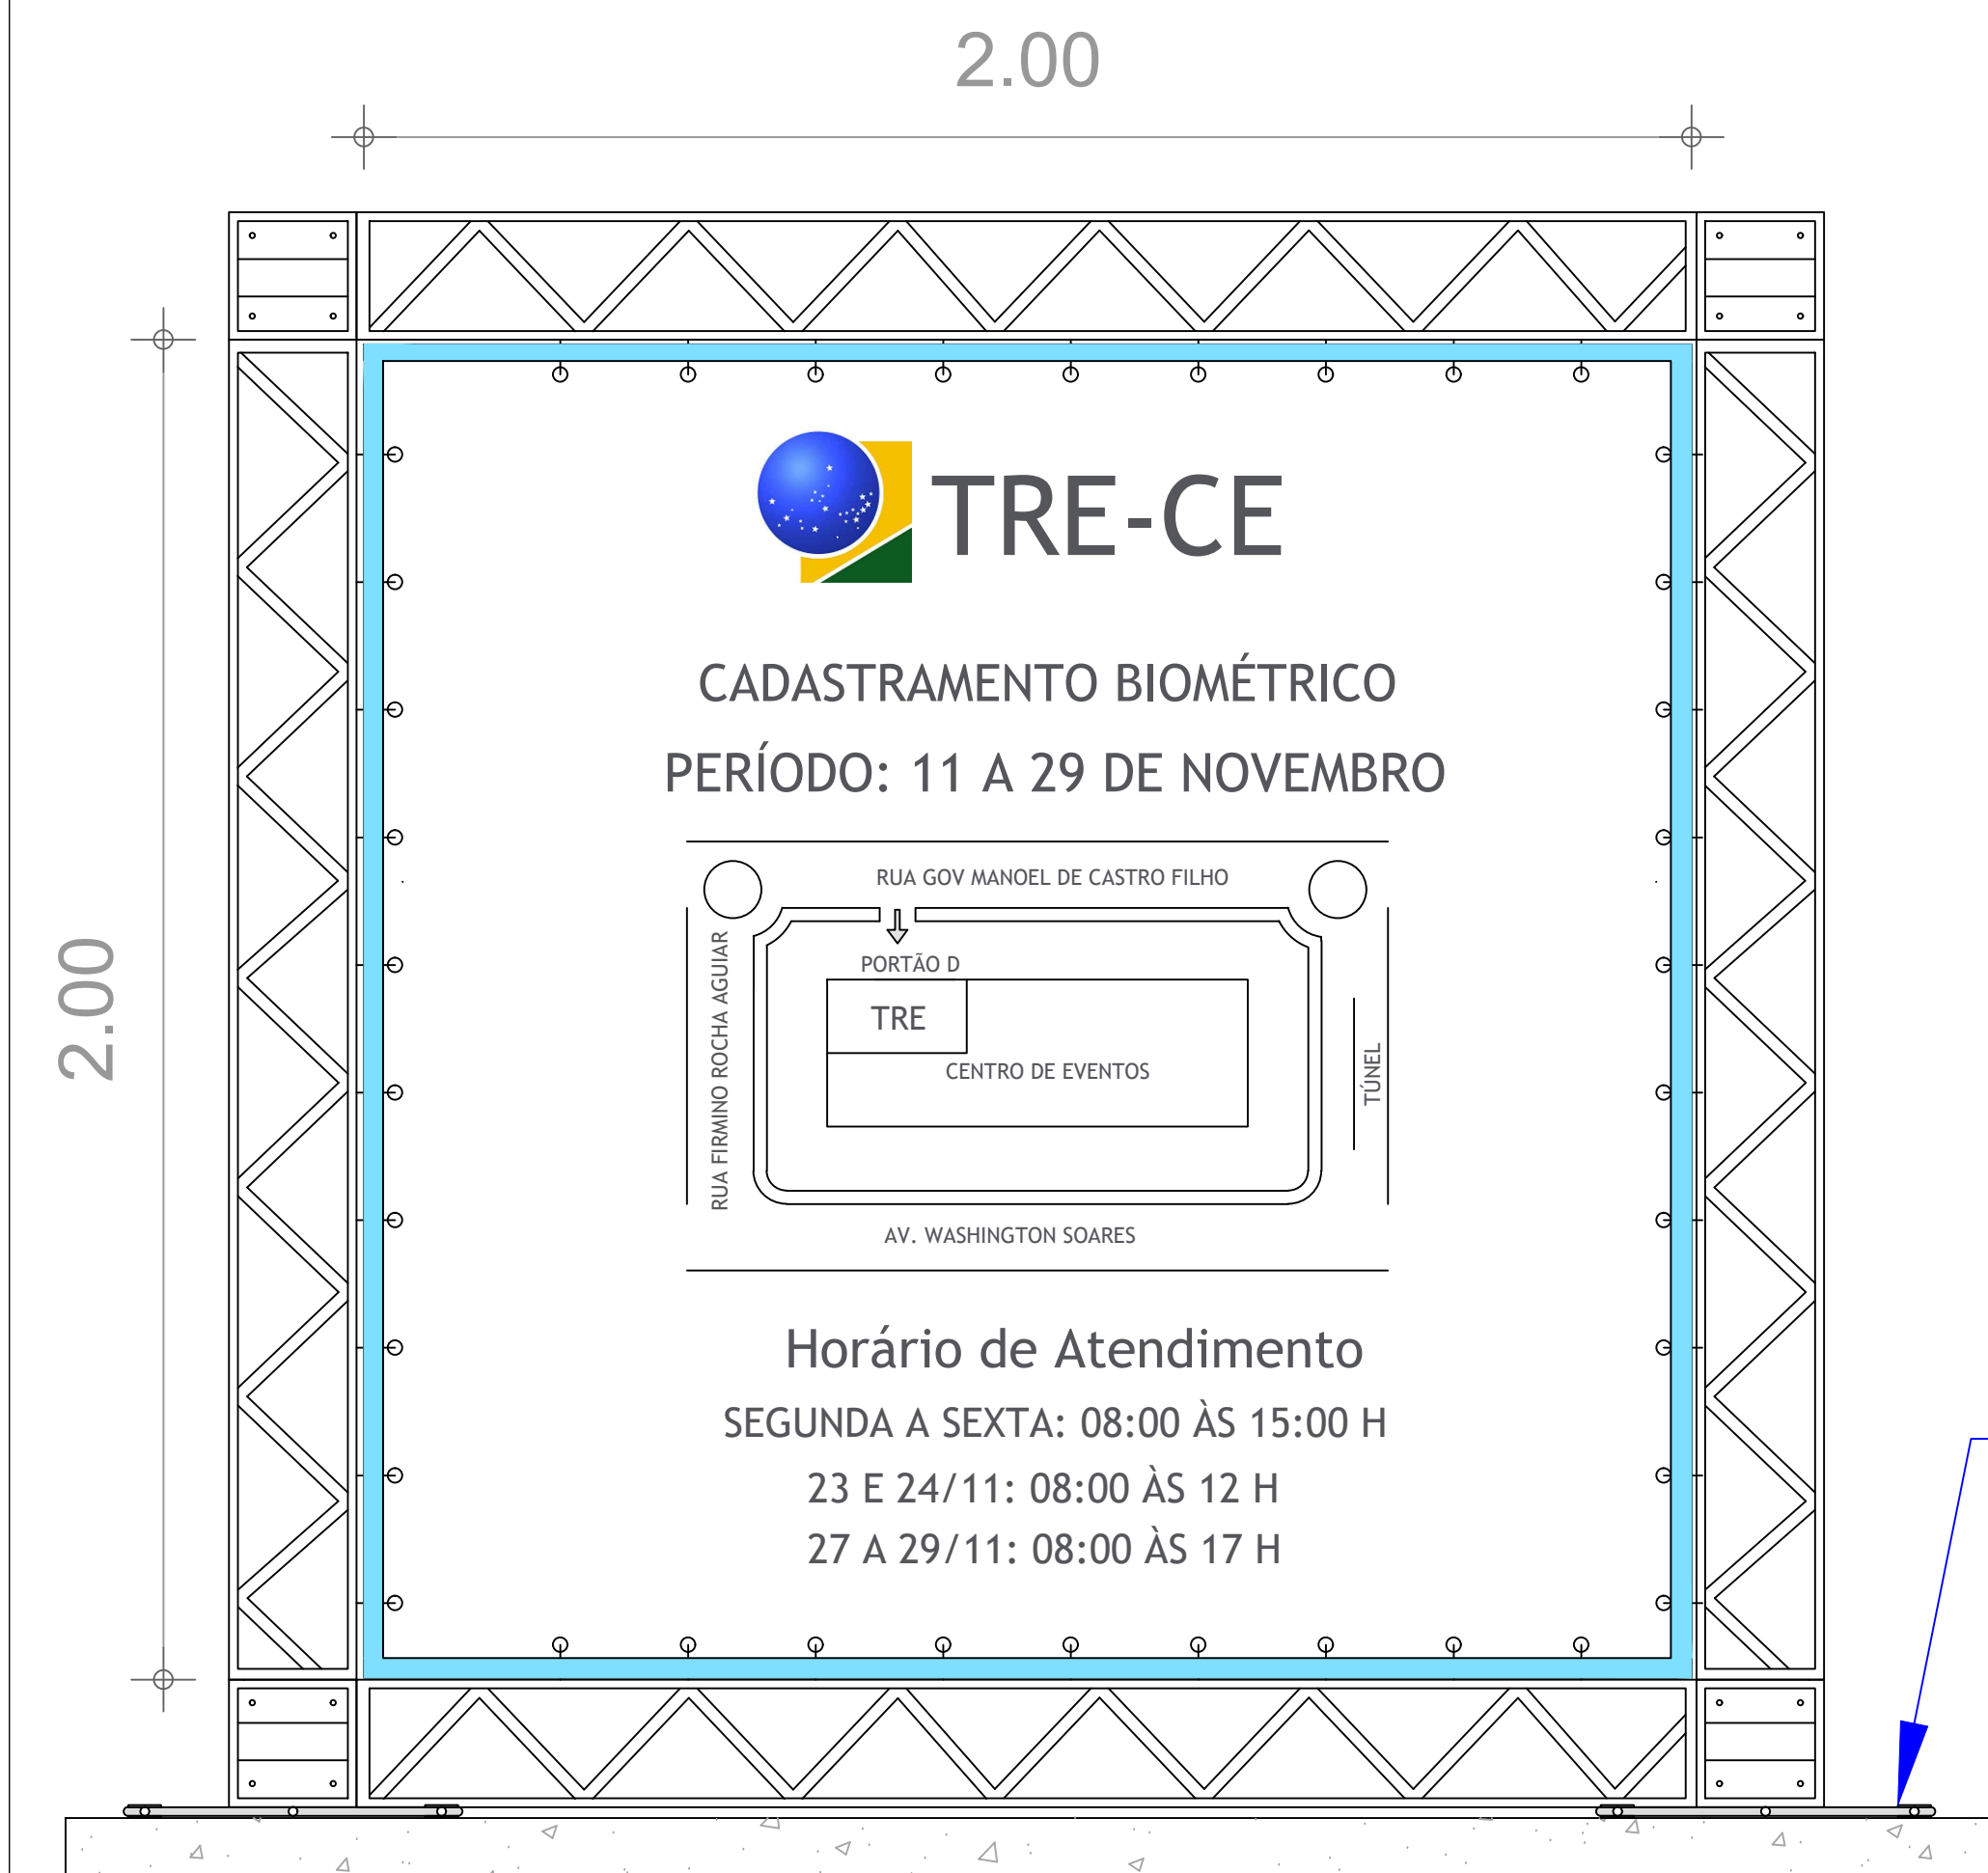 2.00
2.00
TRE-CE
CADASTRAMENTO BIOMÉTRICO
PERÍODO: 11 A 29 DE NOVEMBRO
RUA GOV MANOEL DE CASTRO FILHO
RUA FIRMINO ROCHA AGUIAR
PORTÃO D
TRE
CENTRO DE EVENTOS
TÚNEL
AV. WASHINGTON SOARES
Horário de Atendimento
SEGUNDA A SEXTA: 08:00 ÀS 15:00 H
23 E 24/11: 08:00 ÀS 12 H
27 A 29/11: 08:00 ÀS 17 H